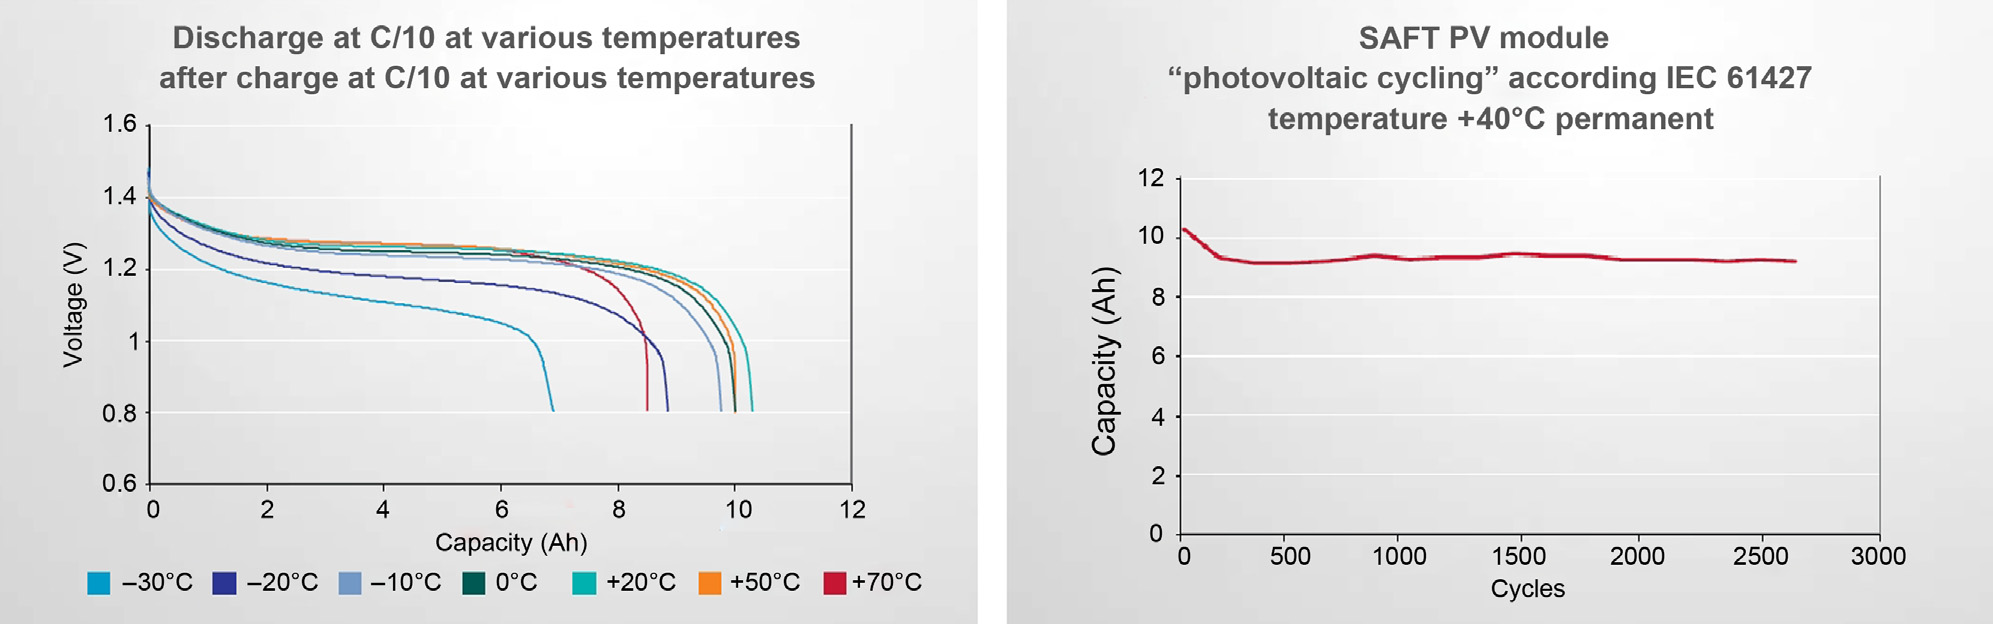 Discharge at C/10 at various temperatures
after charge at C/10 at various temperatures
1.6
1.4
1.2
1
0.8
0.6
Voltage (V)
0 2 4 6 8 10 12
Capacity (Ah)
–30°C –20°C –10°C 0°C +20°C +50°C +70°C
SAFT PV module
“photovoltaic cycling” according IEC 61427
temperature +40°C permanent
12
10
8
6
4
2
0
Capacity (Ah)
0 500 1000 1500 2000 2500 3000
Cycles